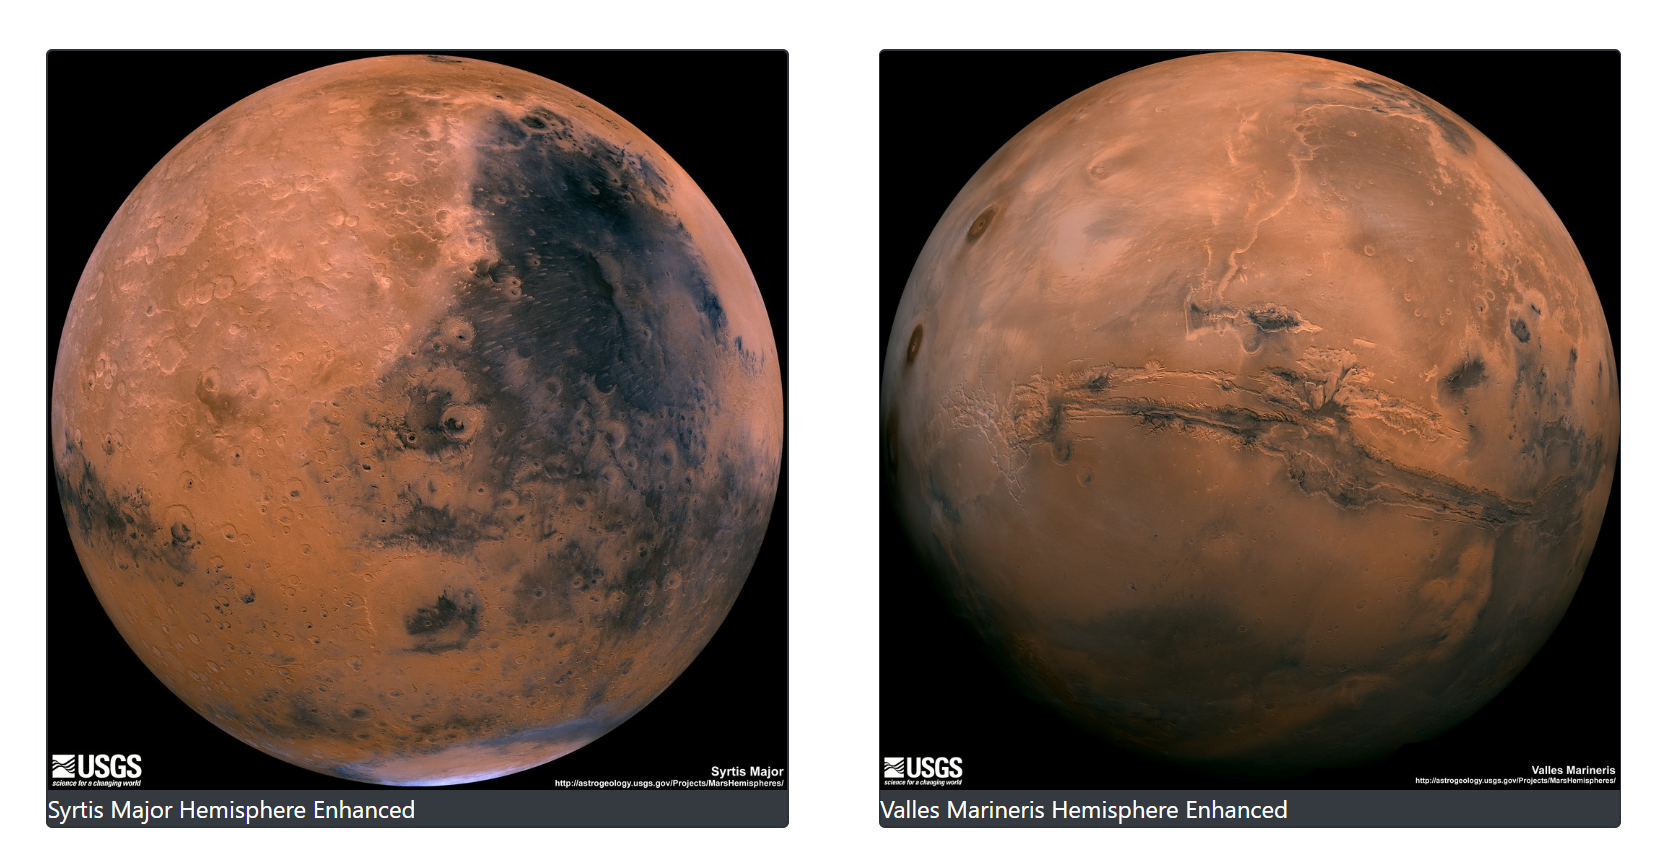 USGS
science for a changing world
Syrtis Major
http://astrogeology.usgs.gov/Projects/MarsHemispheres/
Syrtis Major Hemisphere Enhanced
USGS
science for a changing world
Valles Marineris
http://astrogeology.usgs.gov/Projects/MarsHemispheres/
Valles Marineris Hemisphere Enhanced